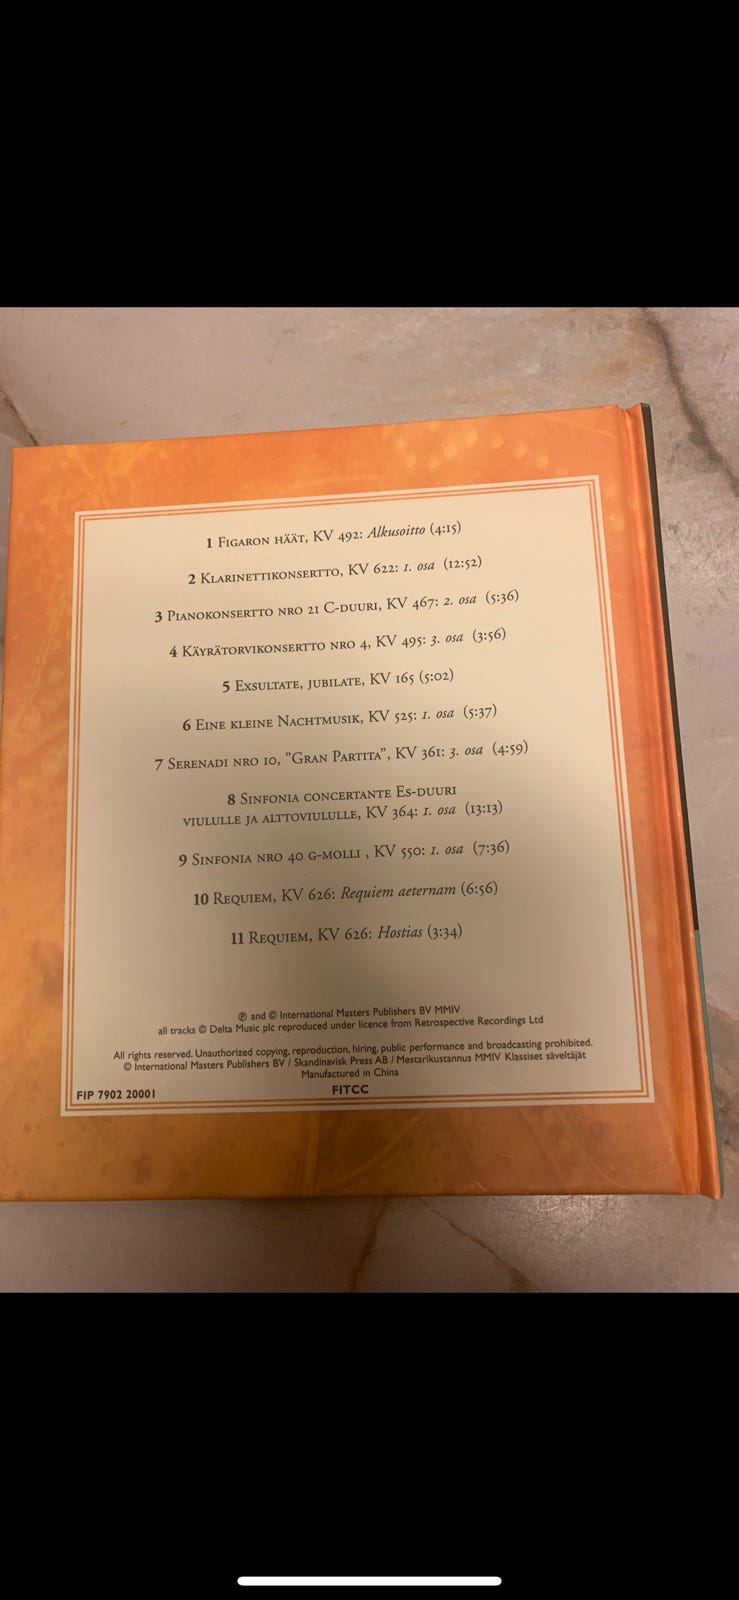 1 Figaron häät, KV 492: Alkusoitto (4:15)
2 Klarinettikonsertto, KV 622: 1. osa (12:52)
3 Pianokonsertto nro 21 C-duuri, KV 467: 2. osa (5:36)
4 Käyrätorvikonsertto nro 4, KV 495: 3. osa (3:56)
5 Exsultate, jubilate, KV 165 (5:02)
6 Eine kleine Nachtmusik, KV 525: 1. osa (5:37)
7 Serenadi nro 10, ”Gran Partita”, KV 361: 3. osa (4:59)
8 Sinfonia concertante Es-duuri
viululle ja alttoviululle, KV 364: 1. osa (13:13)
9 Sinfonia nro 40 g-molli , KV 550: 1. osa (7:36)
10 Requiem, KV 626: Requiem aeternam (6:56)
11 Requiem, KV 626: Hostias (3:34)
℗ and © International Masters Publishers BV MMIV
all tracks © Delta Music plc reproduced under licence from Retrospective Recordings Ltd
All rights reserved. Unauthorized copying, reproduction, hiring, public performance and broadcasting prohibited.
© International Masters Publishers BV / Skandinavisk Press AB / Mestarikustannus MMIV Klassiset säveltäjät
Manufactured in China
FIP 7902 20001 FITCC